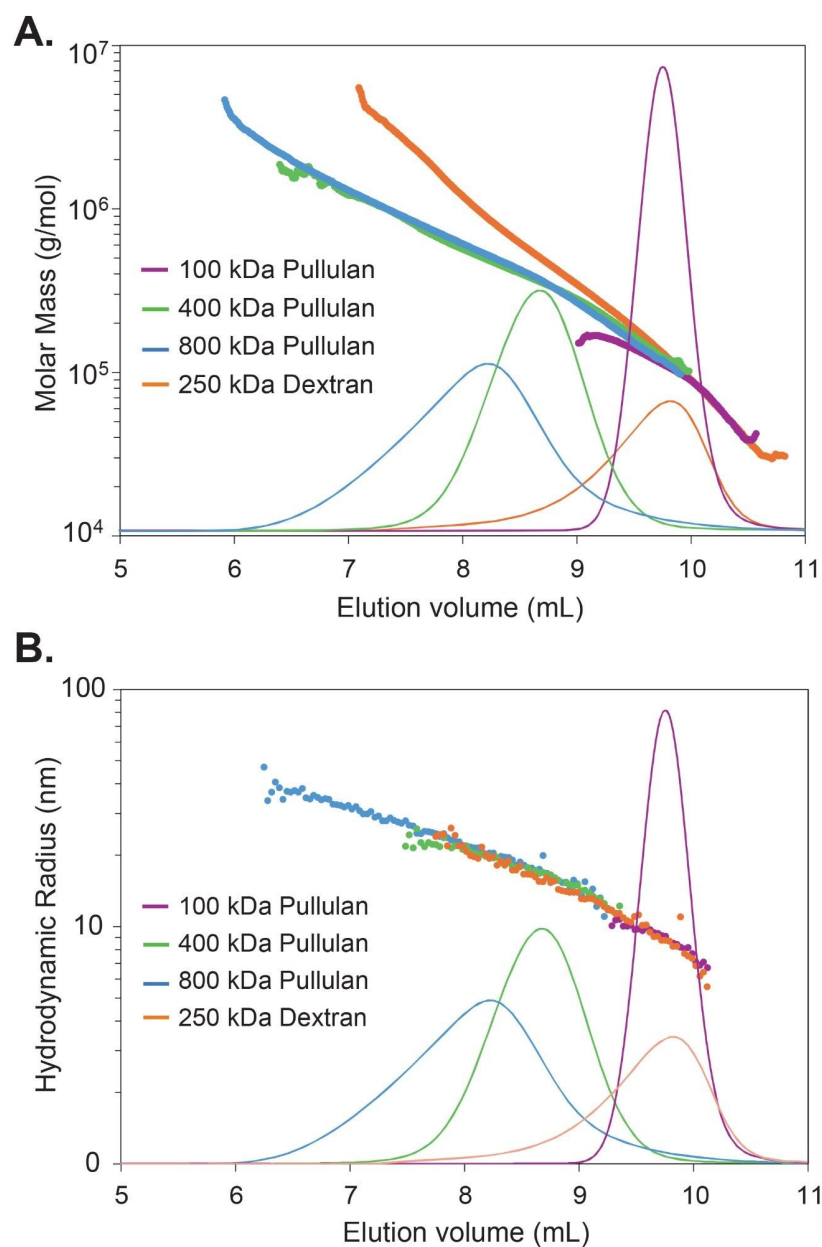 A.
10⁷
10⁶
10⁵
10⁴
Molar Mass (g/mol)
100 kDa Pullulan
400 kDa Pullulan
800 kDa Pullulan
250 kDa Dextran
5 6 7 8 9 10 11
Elution volume (mL)
B.
100
10
0
Hydrodynamic Radius (nm)
100 kDa Pullulan
400 kDa Pullulan
800 kDa Pullulan
250 kDa Dextran
5 6 7 8 9 10 11
Elution volume (mL)